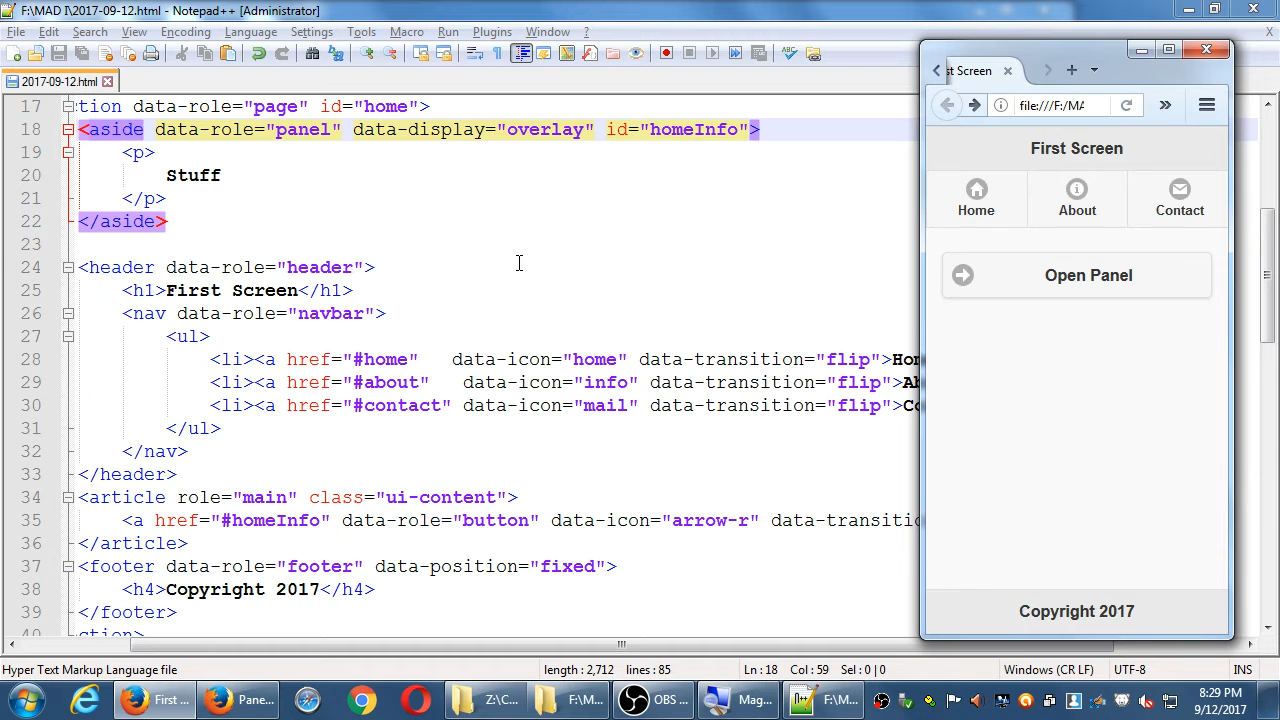 F:\MAD I\2017-09-12.html - Notepad++ [Administrator]
File Edit Search View Encoding Language Settings Tools Macro Run Plugins Window ? X
2017-09-12.html
17 tion data-role="page" id="home">
18 <aside data-role="panel" data-display="overlay" id="homeInfo">
19 <p>
20 Stuff
21 </p>
22 </aside>
23
24 <header data-role="header">
25 <h1>First Screen</h1>
26 <nav data-role="navbar">
27 <ul>
28 <li><a href="#home" data-icon="home" data-transition="flip">Ho
29 <li><a href="#about" data-icon="info" data-transition="flip">Ab
30 <li><a href="#contact" data-icon="mail" data-transition="flip">Co
31 </ul>
32 </nav>
33 </header>
34 <article role="main" class="ui-content">
35 <a href="#homeInfo" data-role="button" data-icon="arrow-r" data-transitio
36 </article>
37 <footer data-role="footer" data-position="fixed">
38 <h4>Copyright 2017</h4>
39 </footer>
40 ction>
st Screen
file:///F:/MA
First Screen
Home About Contact
Open Panel
Copyright 2017
Hyper Text Markup Language file length : 2,712 lines : 85 Ln : 18 Col : 59 Sel : 0 | 0 Windows (CR LF) UTF-8 INS
First ... Pane... Z:\C... F:\M... OBS ... Mag... F:\M...
8:29 PM
9/12/2017